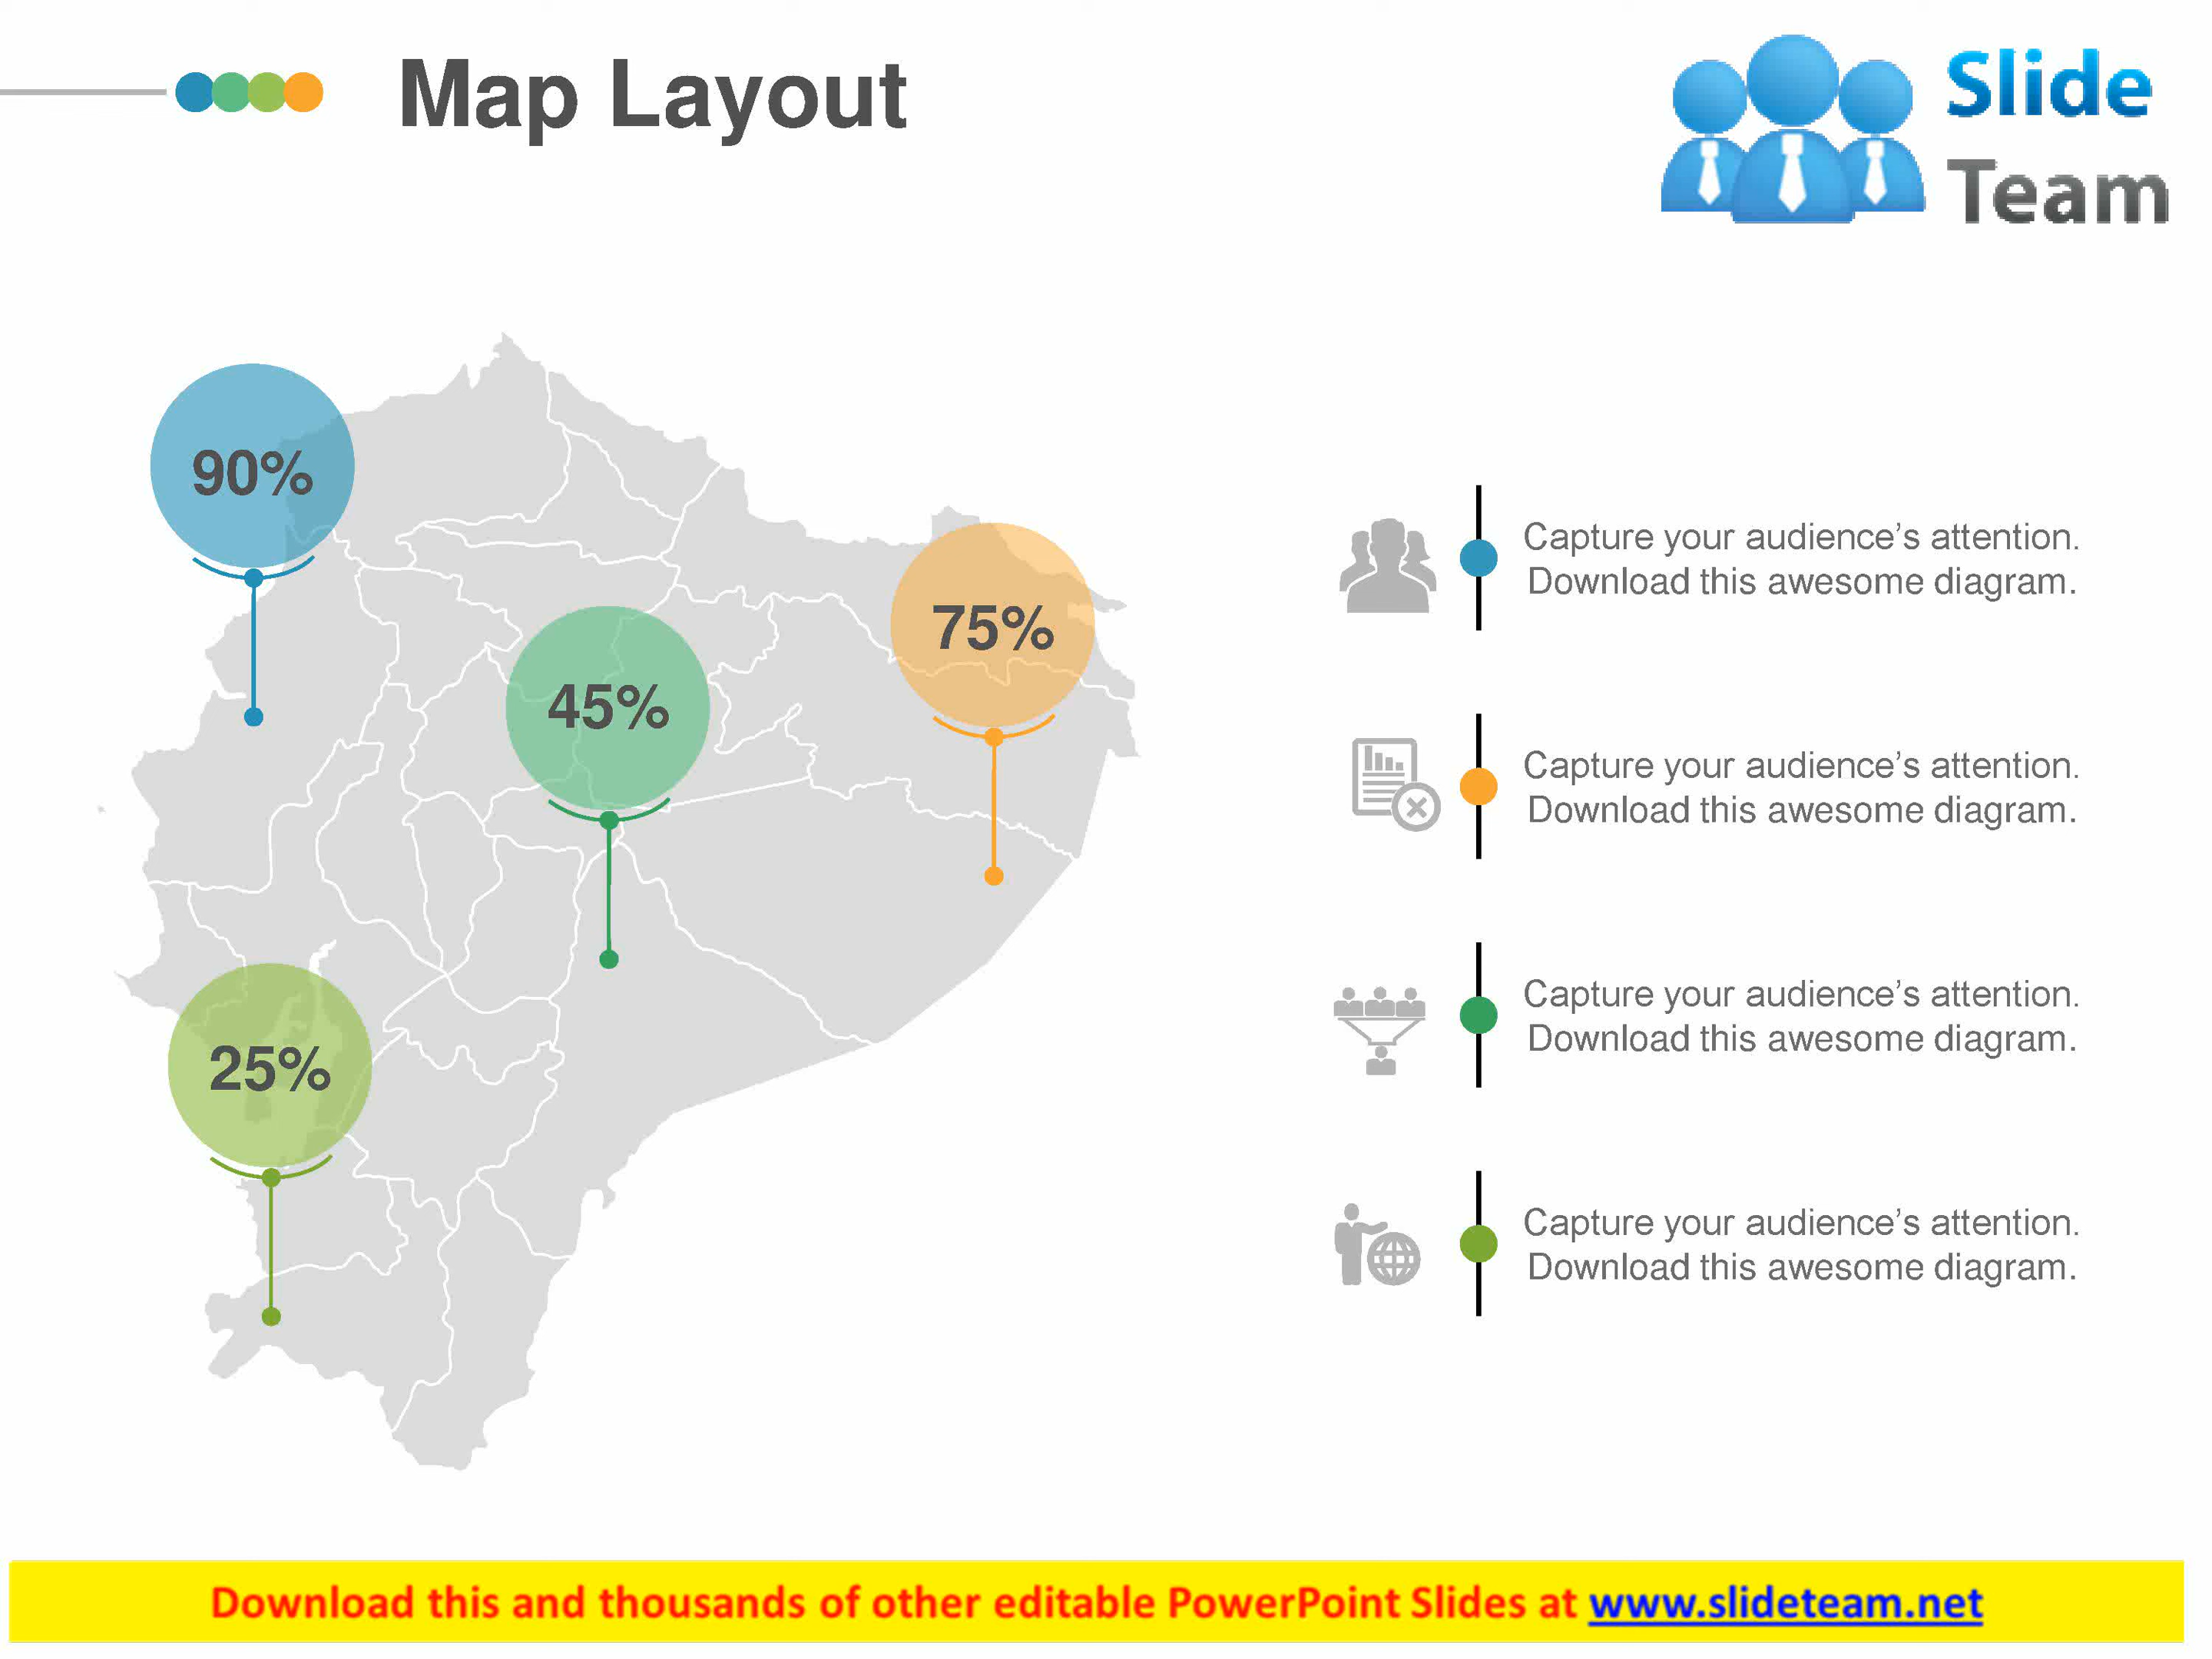 Map Layout
Slide
Team
90%
75%
45%
25%
Capture your audience’s attention.
Download this awesome diagram.
Capture your audience’s attention.
Download this awesome diagram.
Capture your audience’s attention.
Download this awesome diagram.
Capture your audience’s attention.
Download this awesome diagram.
Download this and thousands of other editable PowerPoint Slides at www.slideteam.net